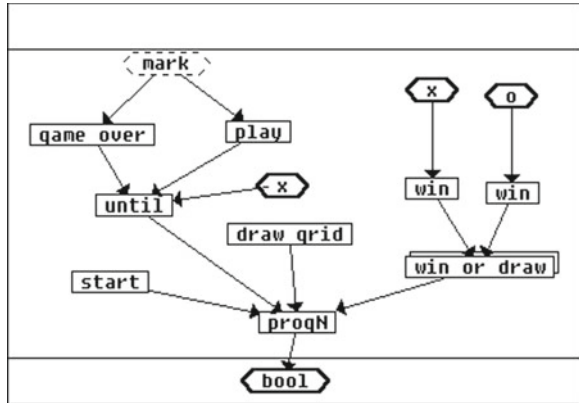 mark
x
o
game over
play
x
win
win
until
draw grid
win or draw
start
progN
bool